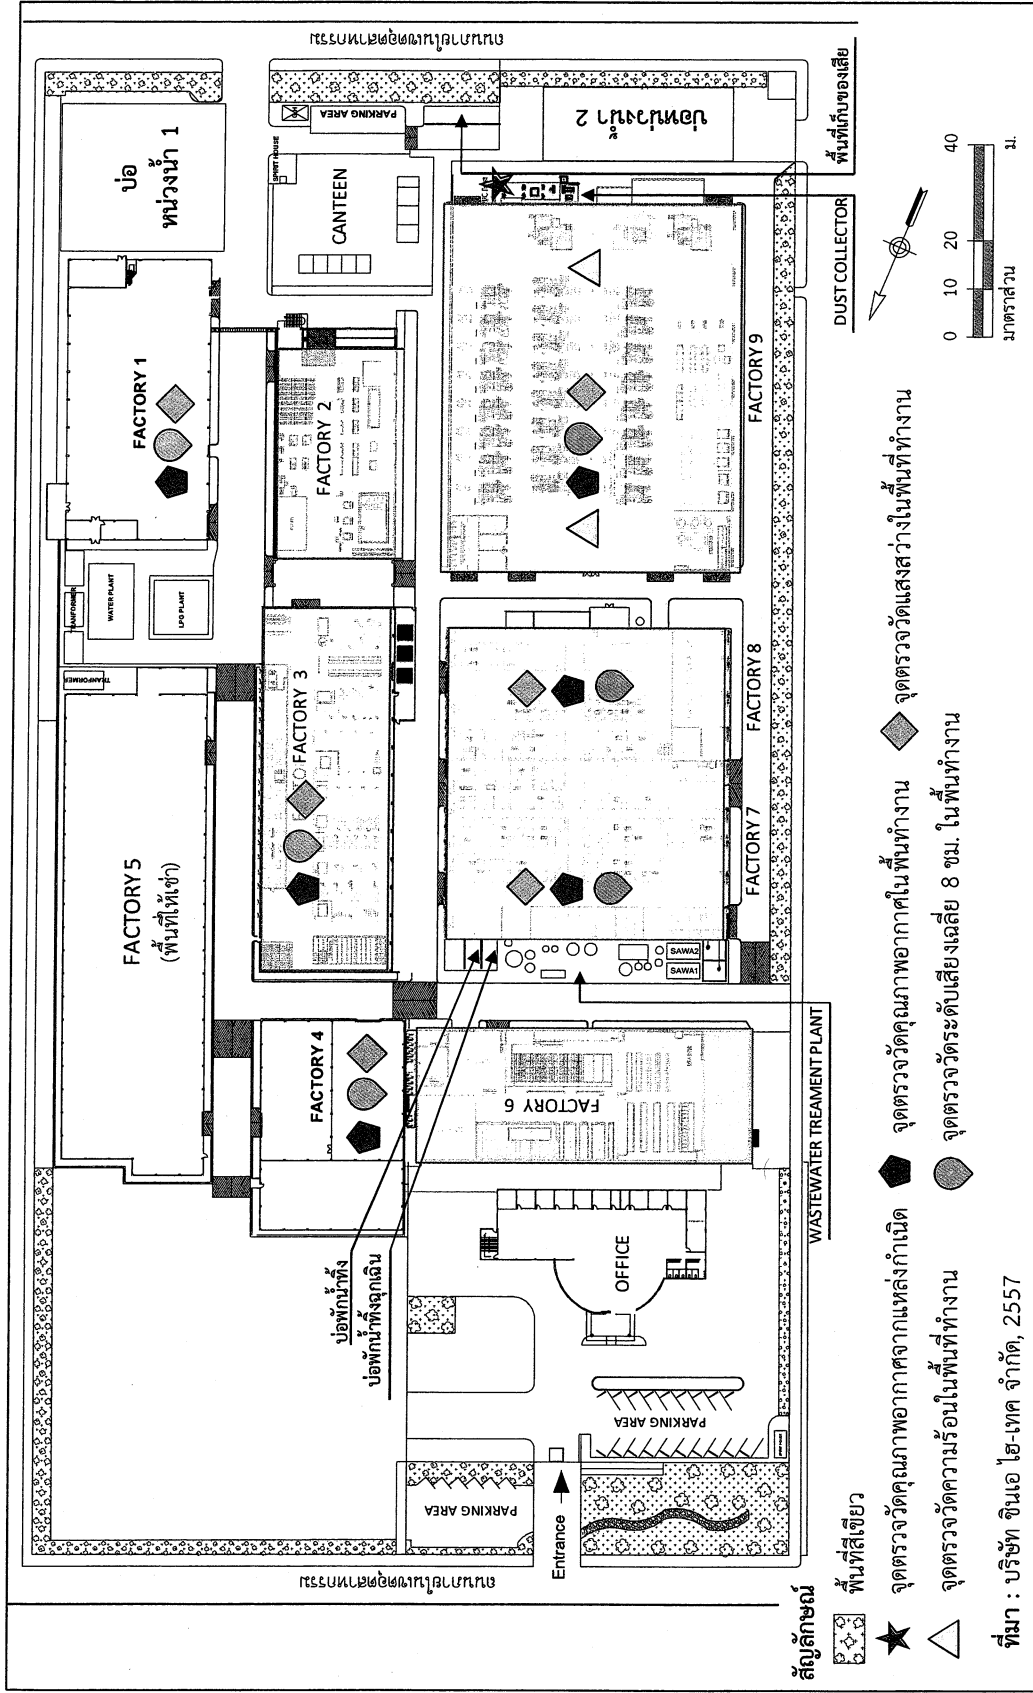 ถนนภายในเขตอุตสาหกรรม
บ่อ
หน่วงน้ำ 1
PARKING AREA
SPIRIT HOUSE
CANTEEN
บ่อหน่วงน้ำ 2
พื้นที่เก็บของเสีย
DUST COLLECTOR
FACTORY 1
FACTORY 2
FACTORY 9
TRANFORMER
WATER PLANT
LPG PLANT
TRANFORMER
FACTORY 3
FACTORY 8
FACTORY 7
FACTORY 5
(พื้นที่ให้เช่า)
SAWA2
SAWA1
WASTEWATER TREAMENT PLANT
FACTORY 4
FACTORY 6
บ่อพักน้ำทิ้ง
บ่อพักน้ำทิ้งฉุกเฉิน
OFFICE
PARKING AREA
PARKING AREA
Entrance
ถนนภายในเขตอุตสาหกรรม
0 10 20 40
มาตราส่วน ม.
สัญลักษณ์
พื้นที่สีเขียว
จุดตรวจวัดคุณภาพอากาศจากแหล่งกำเนิด
จุดตรวจวัดคุณภาพอากาศในพื้นทำงาน
จุดตรวจวัดแสงสว่างในพื้นที่ทำงาน
จุดตรวจวัดความร้อนในพื้นที่ทำงาน
จุดตรวจวัดระดับเสียงเฉลี่ย 8 ชม. ในพื้นทำงาน
ที่มา : บริษัท ชินเอ ไฮ-เทค จำกัด, 2557